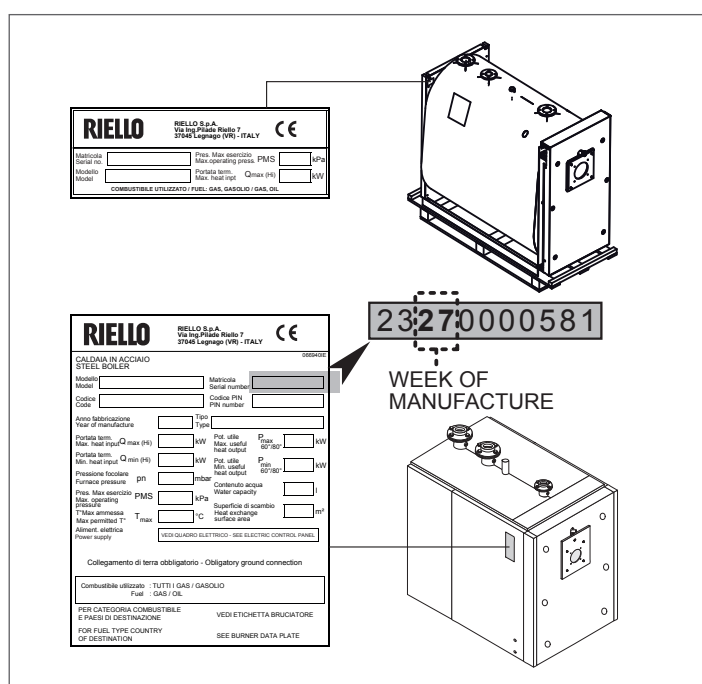 RIELLO
RIELLO S.p.A.
Via Ing.Pilade Riello 7
37045 Legnago (VR) - ITALY
CE
Matricola
Serial no.
Pres. Max esercizio
Max.operating press. PMS kPa
Modello
Model
Portata term.
Max. heat inpt Qmax (Hi) kW
COMBUSTIBILE UTILIZZATO / FUEL: GAS, GASOLIO / GAS, OIL
23270000581
WEEK OF
MANUFACTURE
RIELLO
RIELLO S.p.A.
Via Ing.Pilade Riello 7
37045 Legnago (VR) - ITALY
CE
CALDAIA IN ACCIAIO
STEEL BOILER
Modello
Model
Matricola
Serial number
Codice
Code
Codice PIN
PIN number
Anno fabbricazione
Year of manufacture
Tipo
Type
Portata term.
Max. heat input Q max (Hi) kW
Pot. utile
Max. useful
heat output
P max
60°/80° kW
Portata term.
Min. heat input Q min (Hi) kW
Pot. utile
Min. useful
heat output
P min
60°/80° kW
Pressione focolare
Furnace pressure pn mbar
Contenuto acqua
Water capacity l
Pres. Max esercizio
Max. operating
pressure
PMS kPa
Superficie di scambio
Heat exchange
surface area
m²
T°Max ammessa
Max permitted T° T max °C
Aliment. elettrica
Power supply
VEDI QUADRO ELETTRICO - SEE ELECTRIC CONTROL PANEL
Collegamento di terra obbligatorio - Obligatory ground connection
Combustibile utilizzato : TUTTI I GAS / GASOLIO
Fuel : GAS / OIL
PER CATEGORIA COMBUSTIBILE
E PAESI DI DESTINAZIONE
VEDI ETICHETTA BRUCIATORE
FOR FUEL TYPE COUNTRY
OF DESTINATION
SEE BURNER DATA PLATE